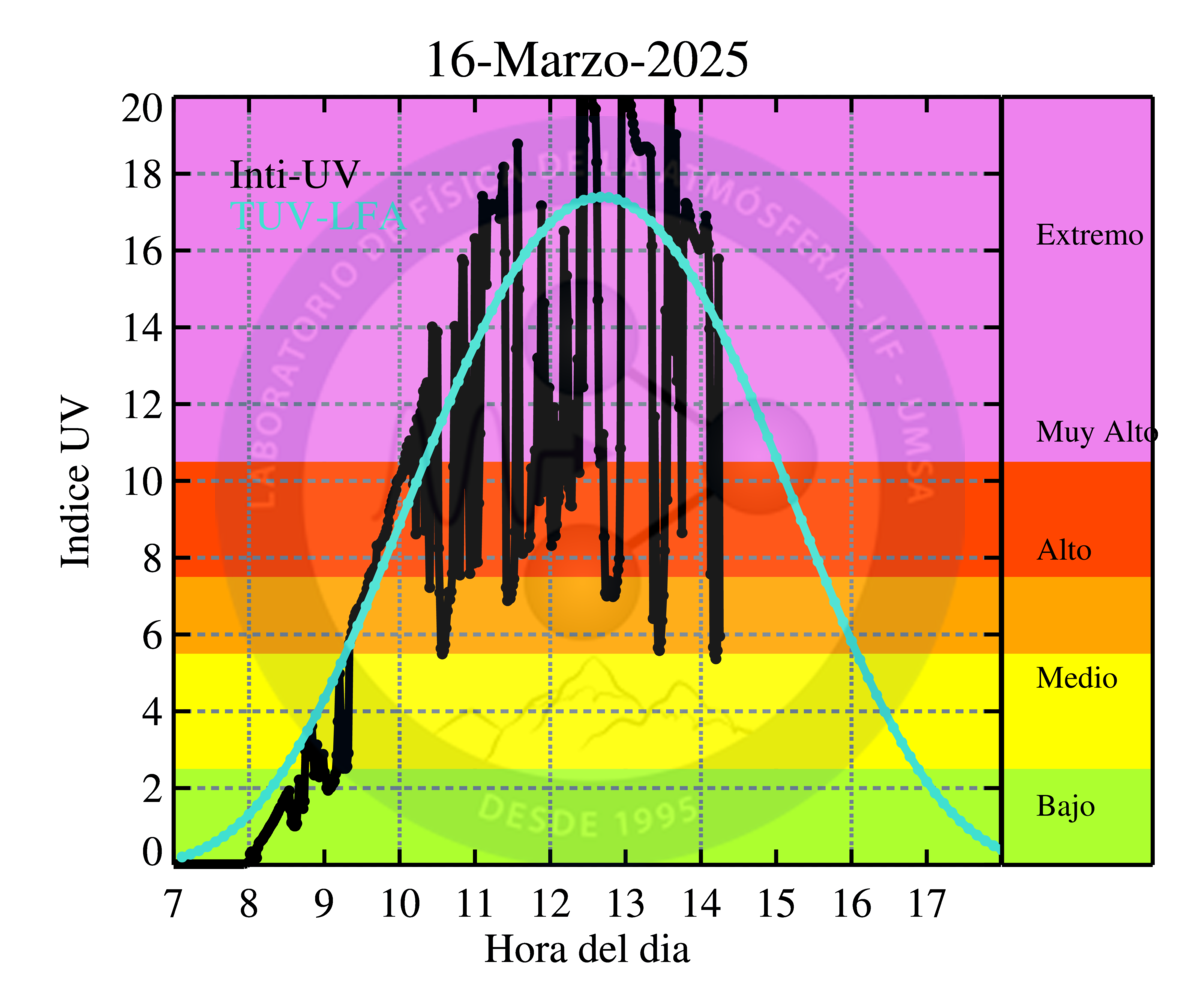 16-Marzo-2025
Inti-UV
TUV-LFA
20
18
16
14
12
10
8
6
4
2
0
Indice UV
7 8 9 10 11 12 13 14 15 16 17
Hora del dia
Extremo
Muy Alto
Alto
Medio
Bajo
LABORATORIO DE FÍSICA DE LA ATMÓSFERA - IIF - UMSA
DESDE 1995